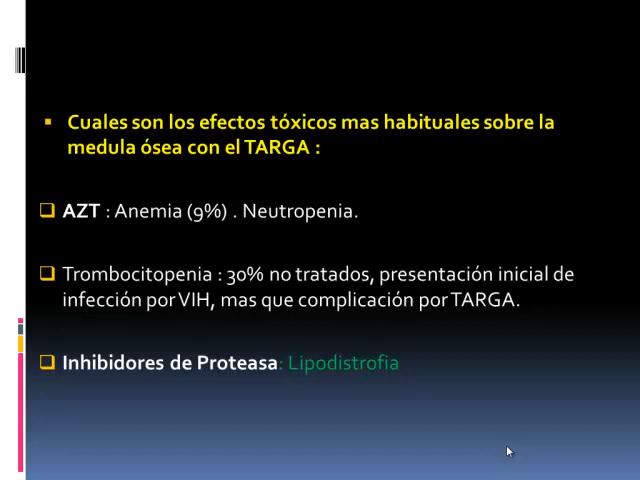 Cuales son los efectos tóxicos mas habituales sobre la
medula ósea con el TARGA :
AZT : Anemia (9%) . Neutropenia.
Trombocitopenia : 30% no tratados, presentación inicial de
infección por VIH, mas que complicación por TARGA.
Inhibidores de Proteasa: Lipodistrofia